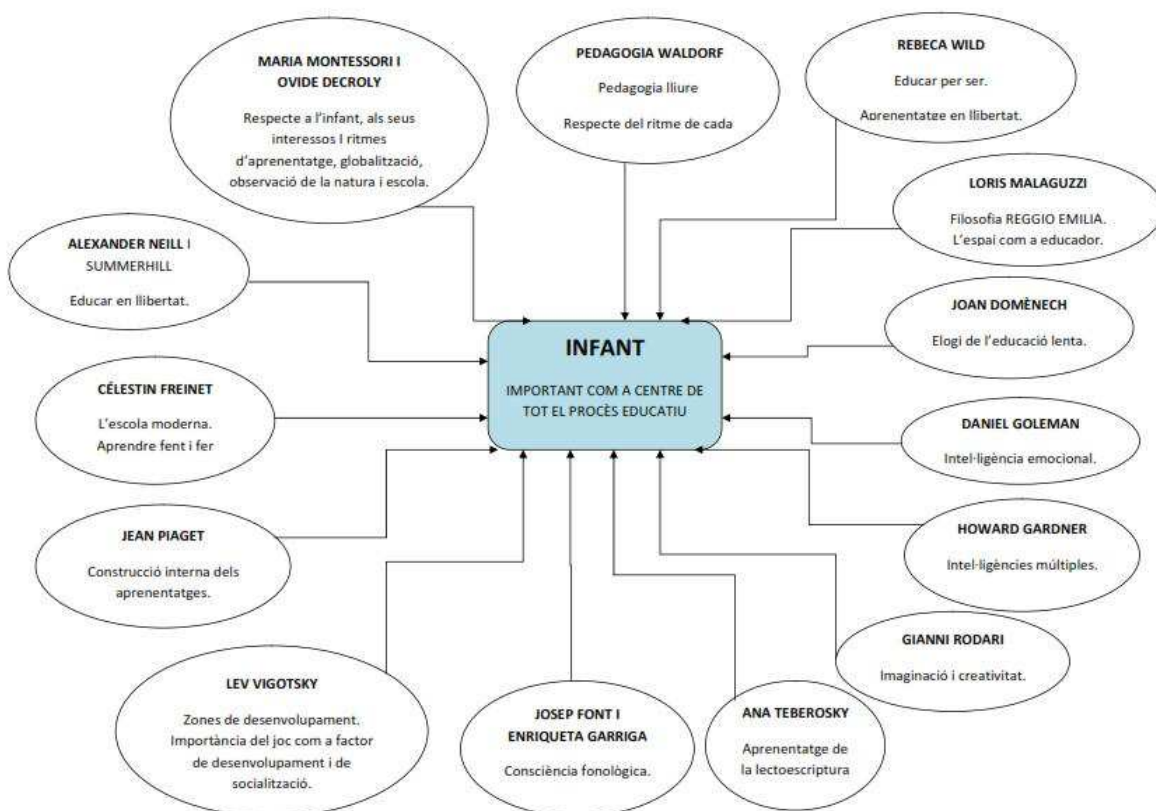 MARIA MONTESSORI I
OVIDE DECROLY
Respecte a l'infant, als seus
interessos I ritmes
d'aprenentatge, globalització,
observació de la natura i escola.
PEDAGOGIA WALDORF
Pedagogia lliure
Respecte del ritme de cada
REBECA WILD
Educar per ser.
Aprenentatge en llibertat.
LORIS MALAGUZZI
Filosofia REGGIO EMILIA.
L'espai com a educador.
ALEXANDER NEILL I
SUMMERHILL
Educar en llibertat.
JOAN DOMÈNECH
Elogi de l'educació lenta.
INFANT
IMPORTANT COM A CENTRE DE
TOT EL PROCÈS EDUCATIU
CÉLESTIN FREINET
L'escola moderna.
Aprendre fent i fer
DANIEL GOLEMAN
Intel·ligència emocional.
JEAN PIAGET
Construcció interna dels
aprenentatges.
HOWARD GARDNER
Intel·ligències múltiples.
GIANNI RODARI
Imaginació i creativitat.
LEV VIGOTSKY
Zones de desenvolupament.
Importància del joc com a factor
de desenvolupament i de
socialització.
JOSEP FONT I
ENRIQUETA GARRIGA
Consciència fonològica.
ANA TEBEROSKY
Aprenentatge de
la lectoescriptura